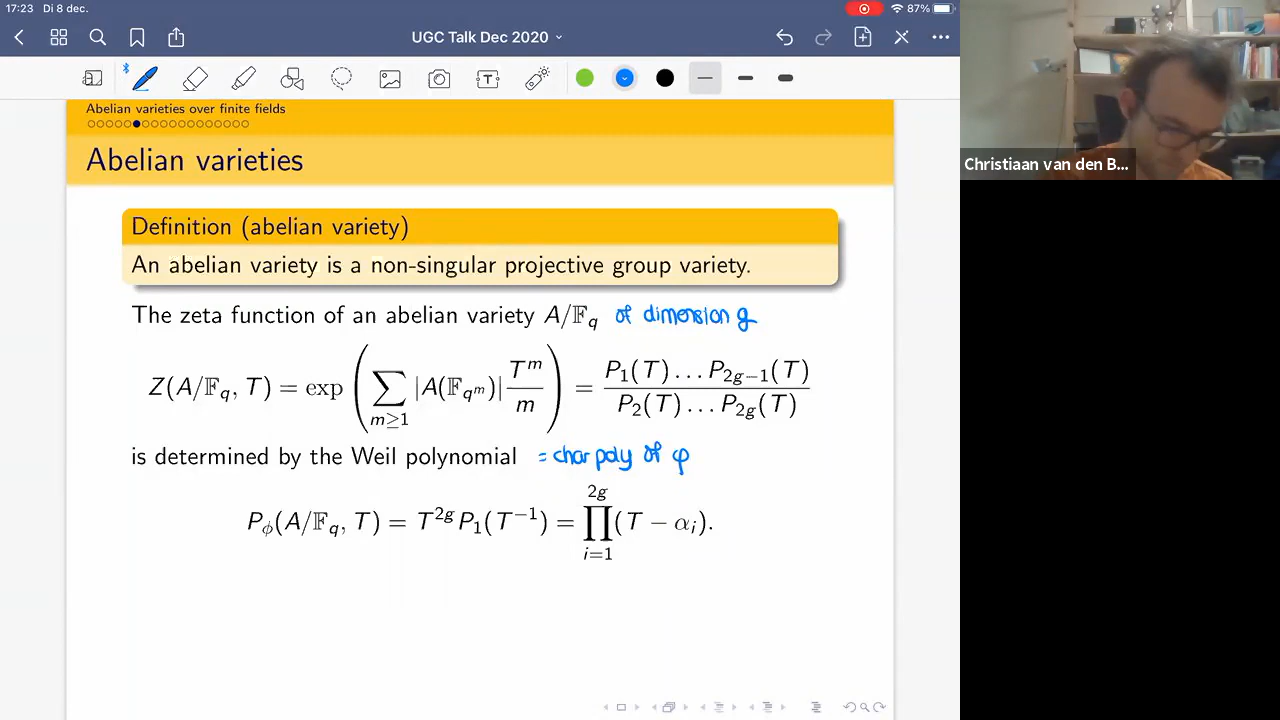 17:23 Di 8 dec.
87%
UGC Talk Dec 2020
T
Abelian varieties over finite fields
Abelian varieties
Definition (abelian variety)
An abelian variety is a non-singular projective group variety.
The zeta function of an abelian variety A/𝔽_q of dimension g
Z(A/𝔽_q, T) = exp ( ∑_{m≥1} |A(𝔽_{q^m})| T^m/m ) = P_1(T)…P_{2g−1}(T) / P_2(T)…P_{2g}(T)
is determined by the Weil polynomial = char poly of φ
P_ϕ(A/𝔽_q, T) = T^{2g} P_1(T^{−1}) = ∏_{i=1}^{2g} (T − α_i).
Christiaan van den B...